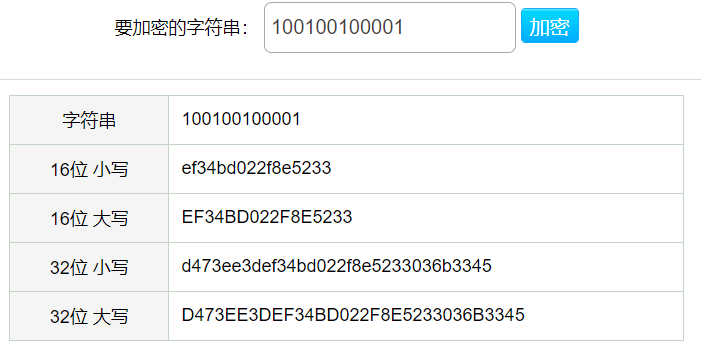 要加密的字符串： 100100100001 加密
字符串 100100100001
16位 小写 ef34bd022f8e5233
16位 大写 EF34BD022F8E5233
32位 小写 d473ee3def34bd022f8e5233036b3345
32位 大写 D473EE3DEF34BD022F8E5233036B3345